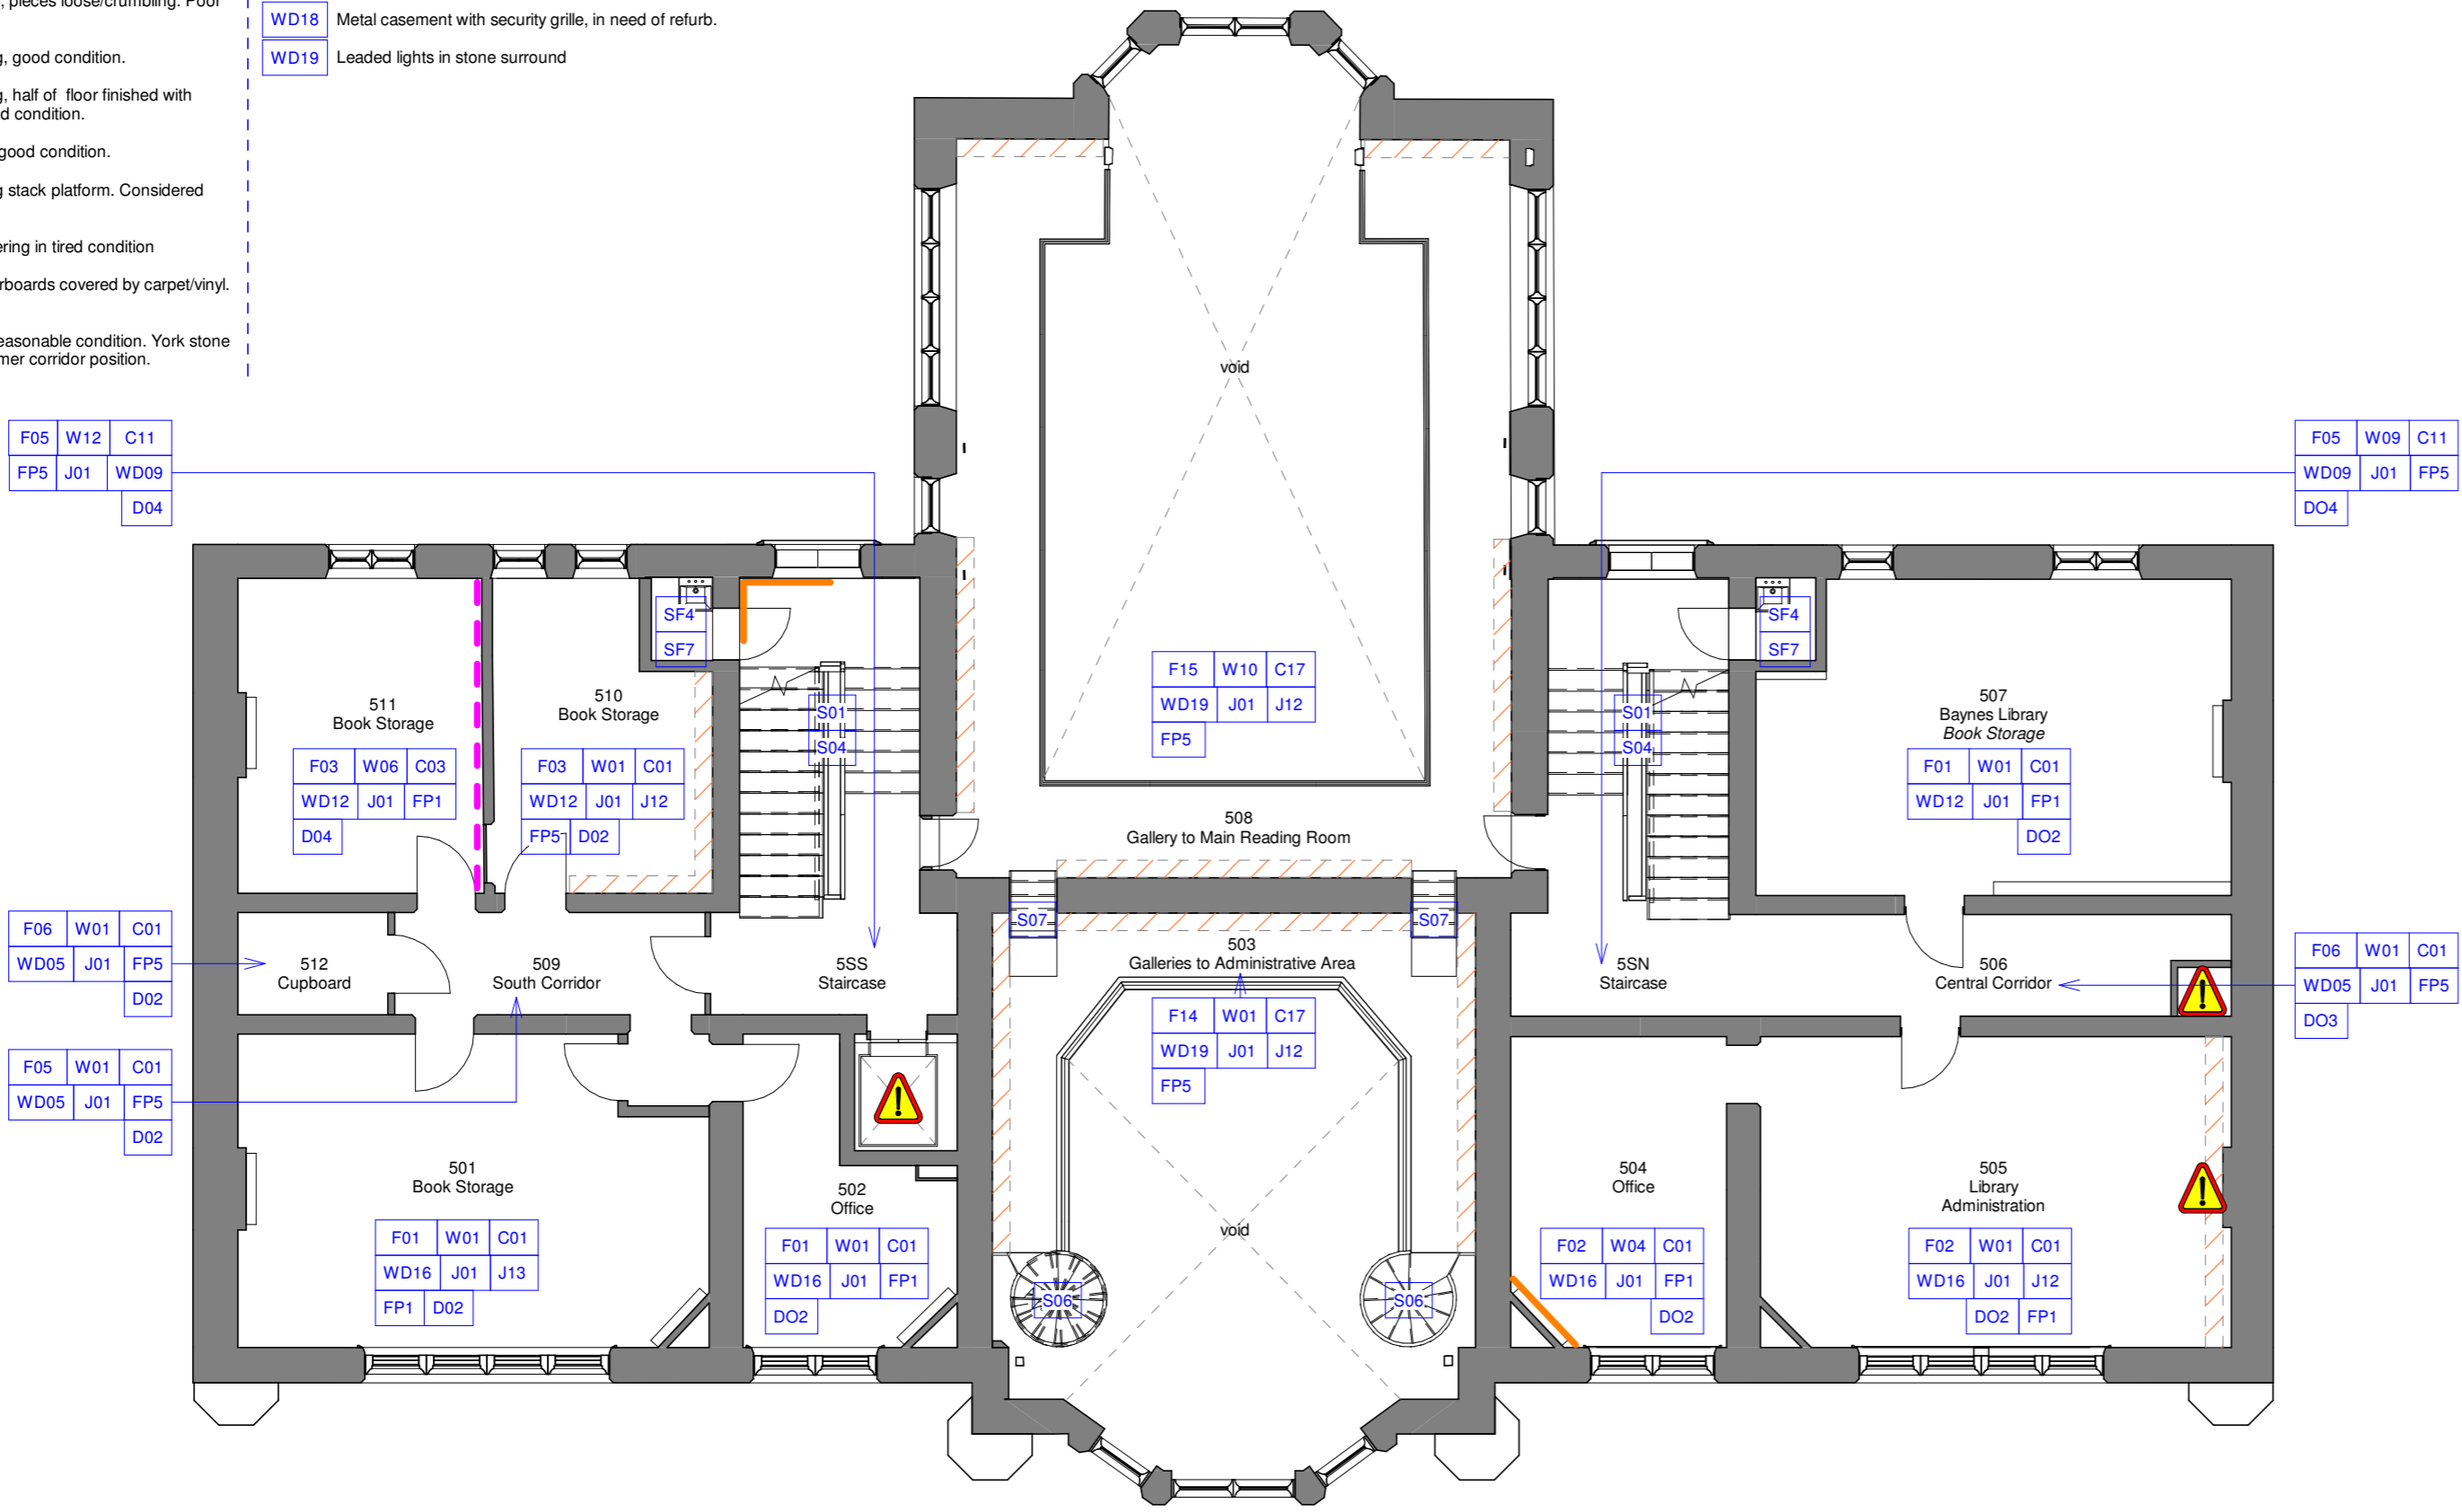 , pieces loose/crumbling. Poor
g, good condition.
g, half of floor finished with
d condition.
good condition.
g stack platform. Considered
ering in tired condition
rboards covered by carpet/vinyl.
easonable condition. York stone
mer corridor position.
WD18 Metal casement with security grille, in need of refurb.
WD19 Leaded lights in stone surround
F05 W12 C11
FP5 J01 WD09
D04
F05 W09 C11
WD09 J01 FP5
DO4
void
SF4
SF7
SF4
SF7
S01
S04
S01
S04
F15 W10 C17
WD19 J01 J12
FP5
511
Book Storage
F03 W06 C03
WD12 J01 FP1
D04
510
Book Storage
F03 W01 C01
WD12 J01 J12
FP5 D02
507
Baynes Library
Book Storage
F01 W01 C01
WD12 J01 FP1
DO2
508
Gallery to Main Reading Room
F06 W01 C01
WD05 J01 FP5
D02
512
Cupboard
509
South Corridor
5SS
Staircase
S07
S07
503
Galleries to Administrative Area
F14 W01 C17
WD19 J01 J12
FP5
5SN
Staircase
506
Central Corridor
F06 W01 C01
WD05 J01 FP5
DO3
F05 W01 C01
WD05 J01 FP5
D02
501
Book Storage
F01 W01 C01
WD16 J01 J13
FP1 D02
502
Office
F01 W01 C01
WD16 J01 FP1
DO2
void
S06
S06
504
Office
F02 W04 C01
WD16 J01 FP1
DO2
505
Library
Administration
F02 W01 C01
WD16 J01 J12
DO2 FP1